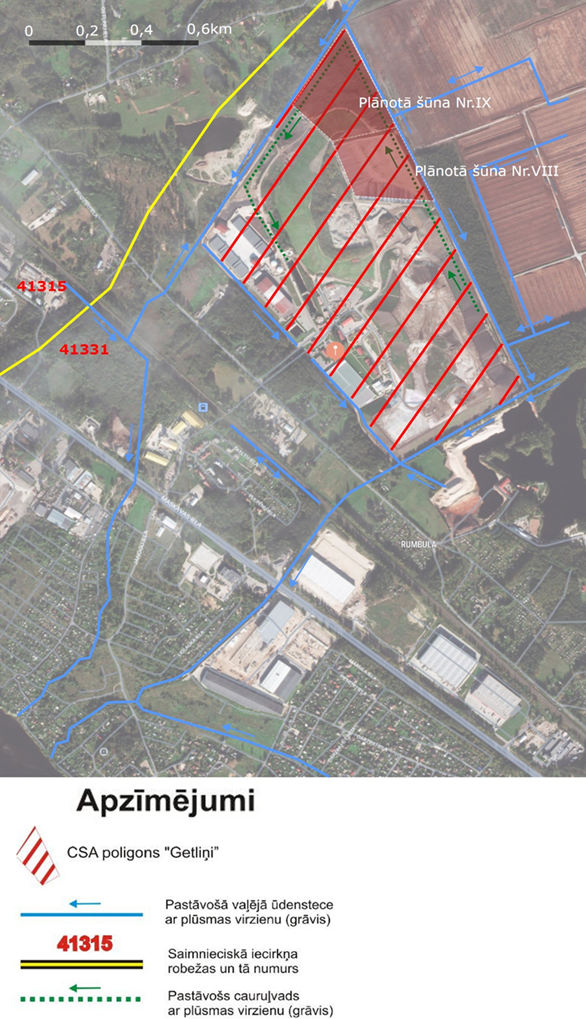 0 0,2 0,4 0,6km
Plānotā šūna Nr.IX
Plānotā šūna Nr.VIII
41315
41331
RUMBULA
Apzīmējumi
CSA poligons "Getliņi"
Pastāvošā vaļējā ūdenstece
ar plūsmas virzienu (grāvis)
41315
Saimnieciskā iecirkņa
robežas un tā numurs
Pastāvošs cauruļvads
ar plūsmas virzienu (grāvis)